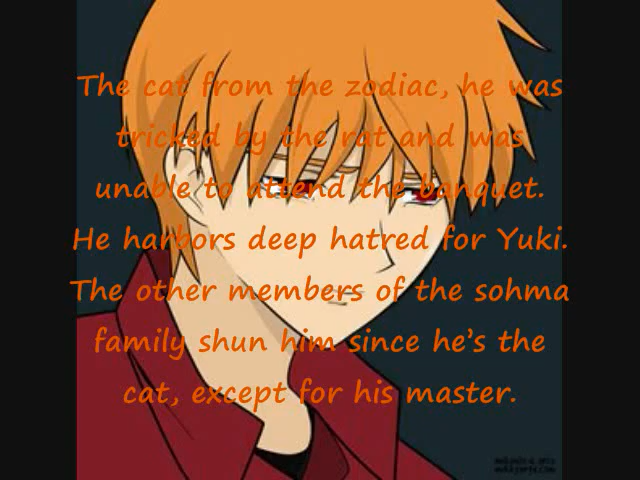 The cat from the zodiac, he was
tricked by the rat and was
unable to attend the banquet.
He harbors deep hatred for Yuki.
The other members of the sohma
family shun him since he's the
cat, except for his master.